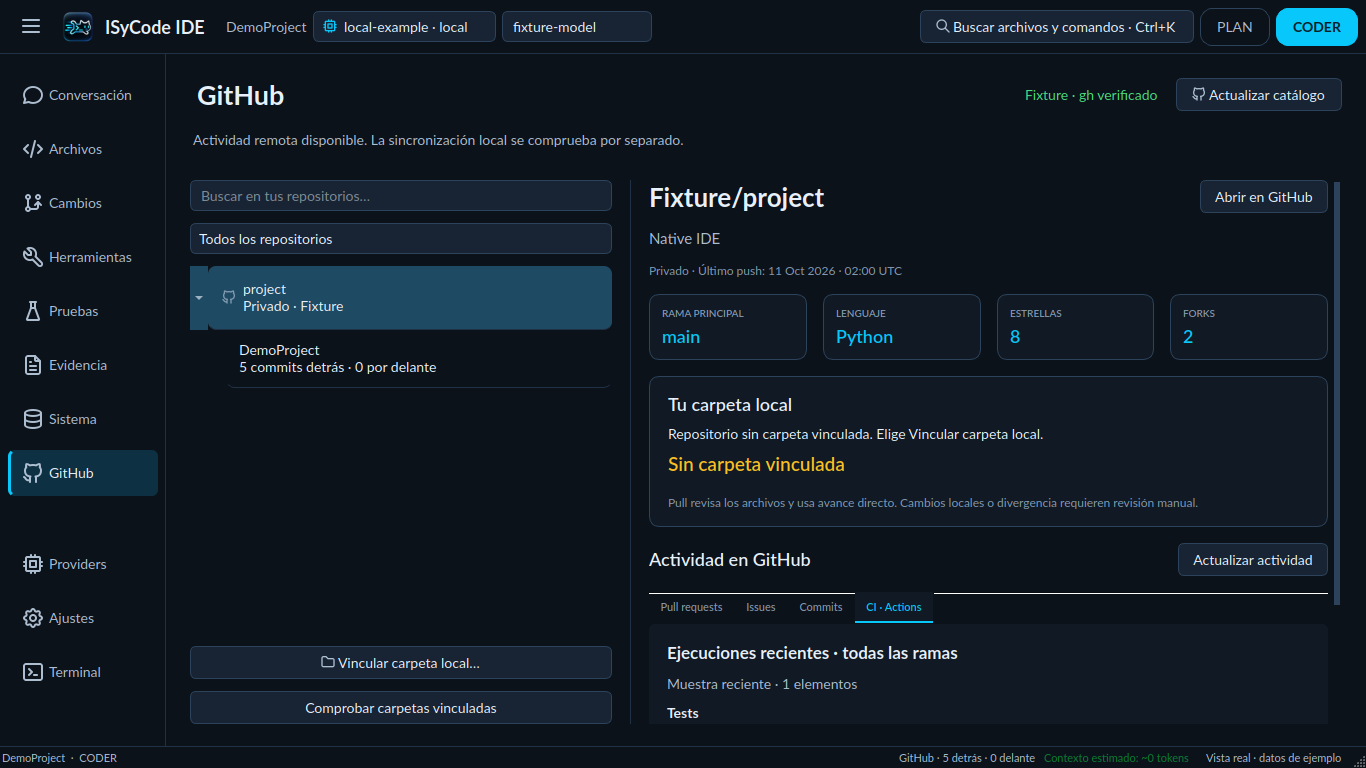 ISyCode IDE
DemoProject
local-example · local
fixture-model
Buscar archivos y comandos · Ctrl+K
PLAN
CODER
Conversación
Archivos
Cambios
Herramientas
Pruebas
Evidencia
Sistema
GitHub
Providers
Ajustes
Terminal
GitHub
Fixture · gh verificado
Actualizar catálogo
Actividad remota disponible. La sincronización local se comprueba por separado.
Buscar en tus repositorios...
Todos los repositorios
project
Privado · Fixture
DemoProject
5 commits detrás · 0 por delante
Vincular carpeta local...
Comprobar carpetas vinculadas
Fixture/project
Abrir en GitHub
Native IDE
Privado · Último push: 11 Oct 2026 · 02:00 UTC
RAMA PRINCIPAL
main
LENGUAJE
Python
ESTRELLAS
8
FORKS
2
Tu carpeta local
Repositorio sin carpeta vinculada. Elige Vincular carpeta local.
Sin carpeta vinculada
Pull revisa los archivos y usa avance directo. Cambios locales o divergencia requieren revisión manual.
Actividad en GitHub
Actualizar actividad
Pull requests
Issues
Commits
CI · Actions
Ejecuciones recientes · todas las ramas
Muestra reciente · 1 elementos
Tests
DemoProject · CODER
GitHub · 5 detrás · 0 delante
Contexto estimado: ~0 tokens
Vista real · datos de ejemplo